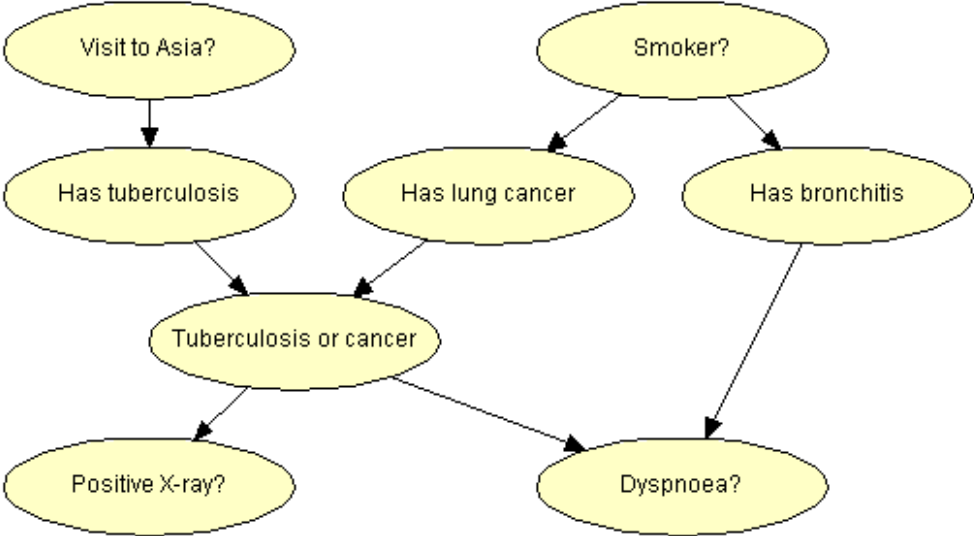 Visit to Asia?
Smoker?
Has tuberculosis
Has lung cancer
Has bronchitis
Tuberculosis or cancer
Positive X-ray?
Dyspnoea?